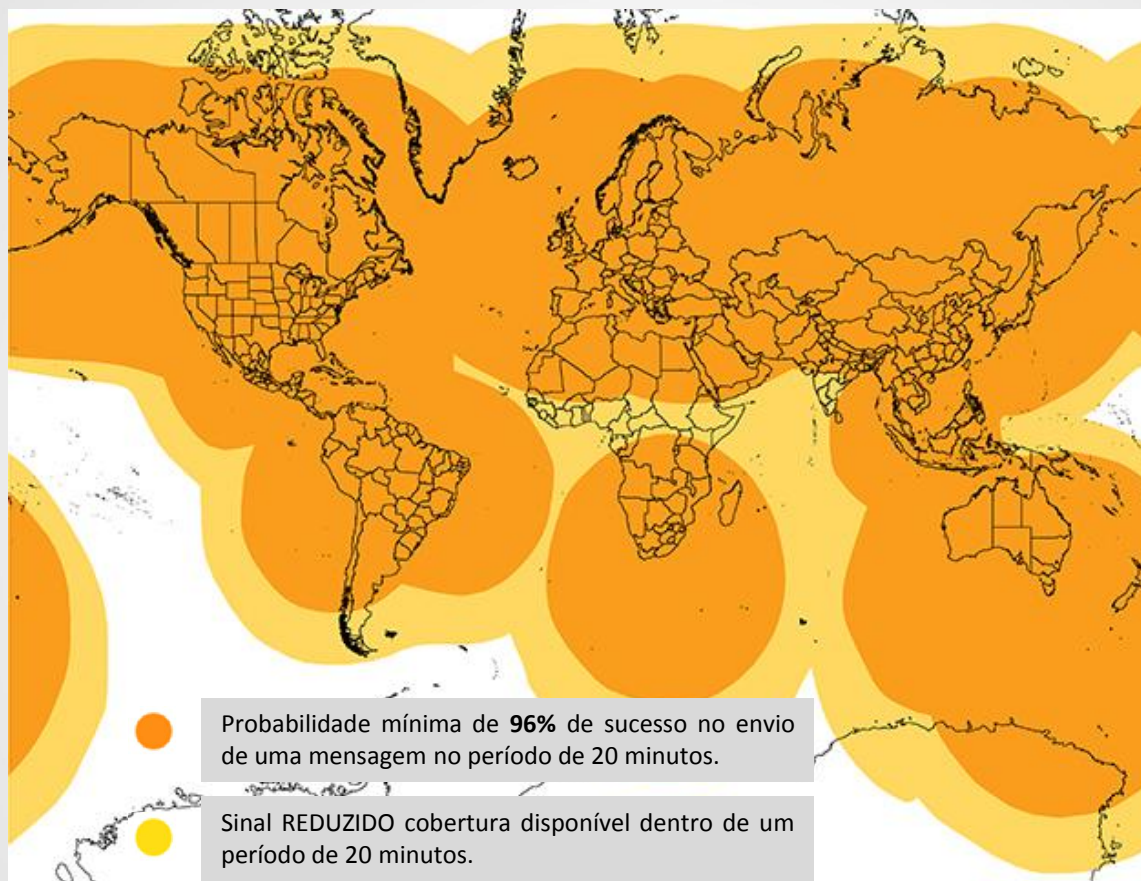 Probabilidade mínima de 96% de sucesso no envio
de uma mensagem no período de 20 minutos.
Sinal REDUZIDO cobertura disponível dentro de um
período de 20 minutos.